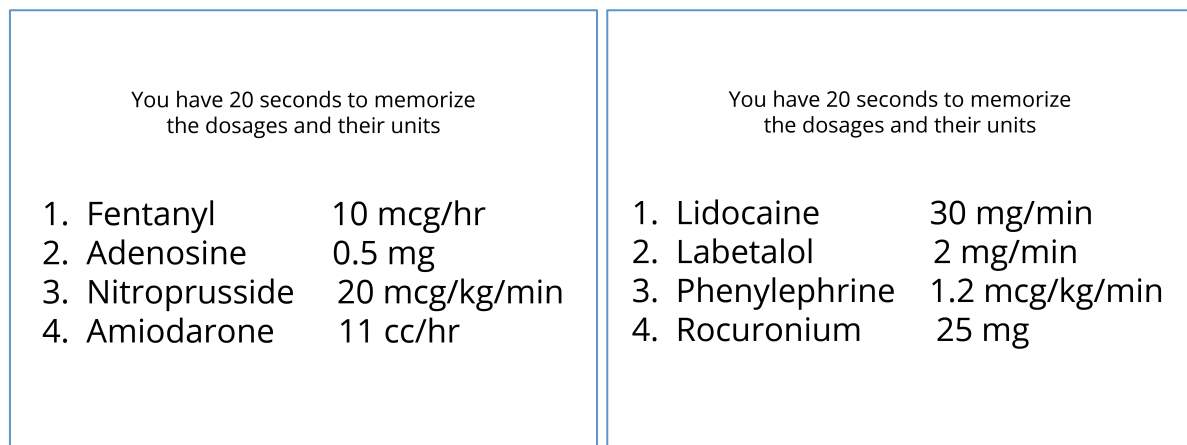 You have 20 seconds to memorize
the dosages and their units
1. Fentanyl 10 mcg/hr
2. Adenosine 0.5 mg
3. Nitroprusside 20 mcg/kg/min
4. Amiodarone 11 cc/hr
You have 20 seconds to memorize
the dosages and their units
1. Lidocaine 30 mg/min
2. Labetalol 2 mg/min
3. Phenylephrine 1.2 mcg/kg/min
4. Rocuronium 25 mg